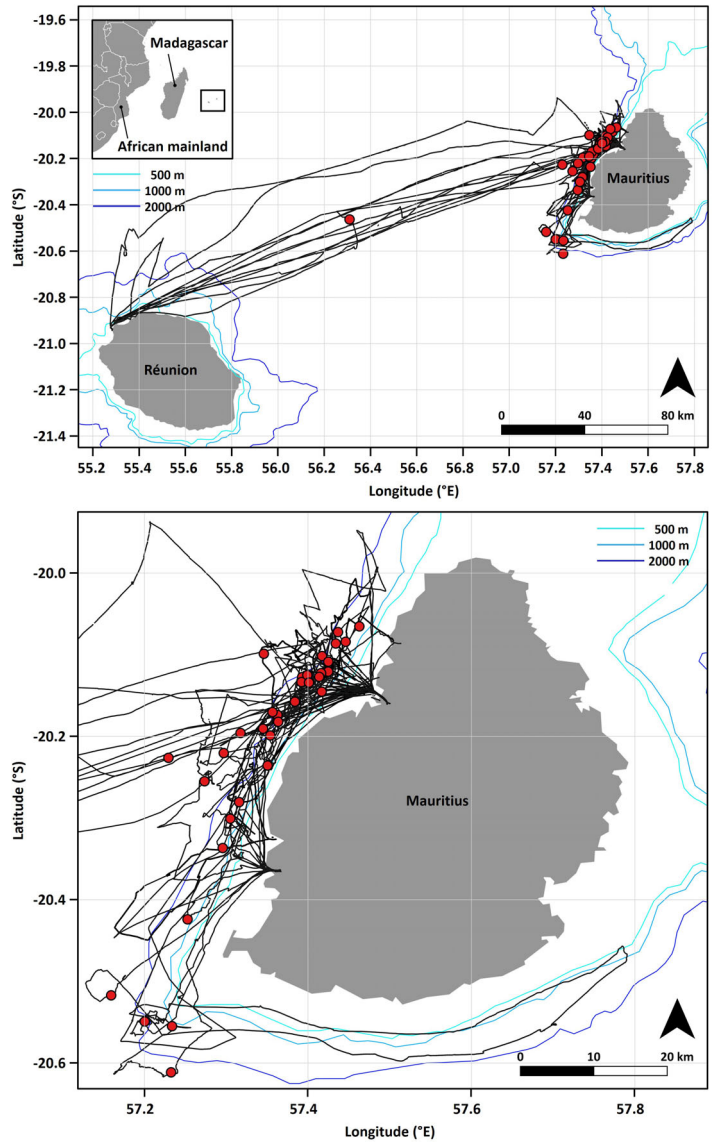 -19.6
-19.8
-20.0
-20.2
-20.4
-20.6
-20.8
-21.0
-21.2
-21.4
Latitude (°S)
Madagascar
African mainland
500 m
1000 m
2000 m
Mauritius
Réunion
0 40 80 km
55.2 55.4 55.6 55.8 56.0 56.2 56.4 56.6 56.8 57.0 57.2 57.4 57.6 57.8
Longitude (°E)
500 m
1000 m
2000 m
-20.0
-20.2
-20.4
-20.6
Latitude (°S)
Mauritius
0 10 20 km
57.2 57.4 57.6 57.8
Longitude (°E)